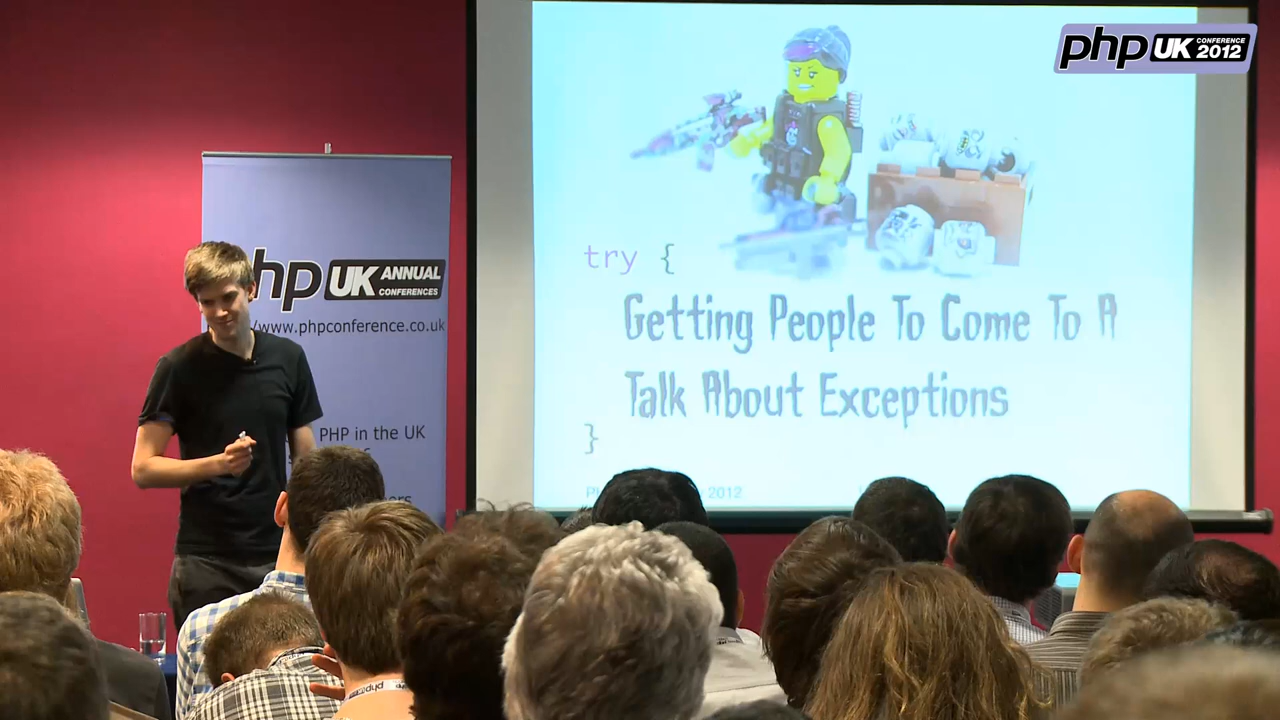 php UK CONFERENCE 2012
try {
Getting People To Come To A
Talk About Exceptions
}
2012
hp UK ANNUAL CONFERENCES
/www.phpconference.co.uk
PHP in the UK